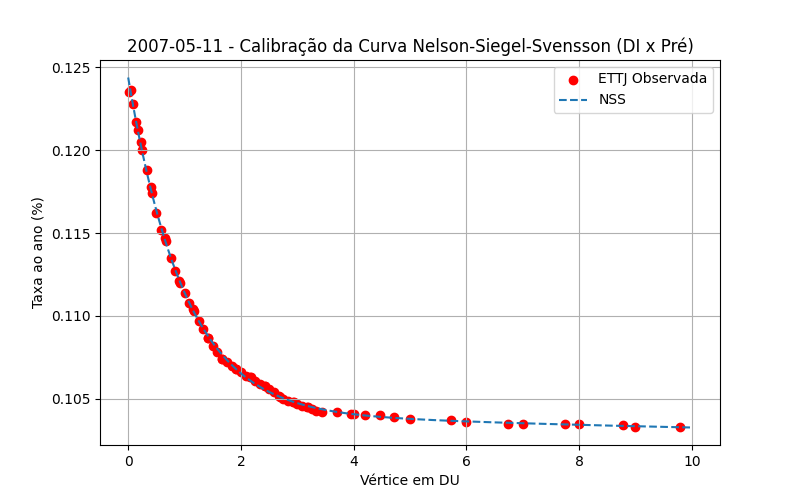 2007-05-11 - Calibração da Curva Nelson-Siegel-Svensson (DI x Pré)
0.125
0.120
0.115
0.110
0.105
Taxa ao ano (%)
ETTJ Observada
NSS
0
2
4
6
8
10
Vértice em DU